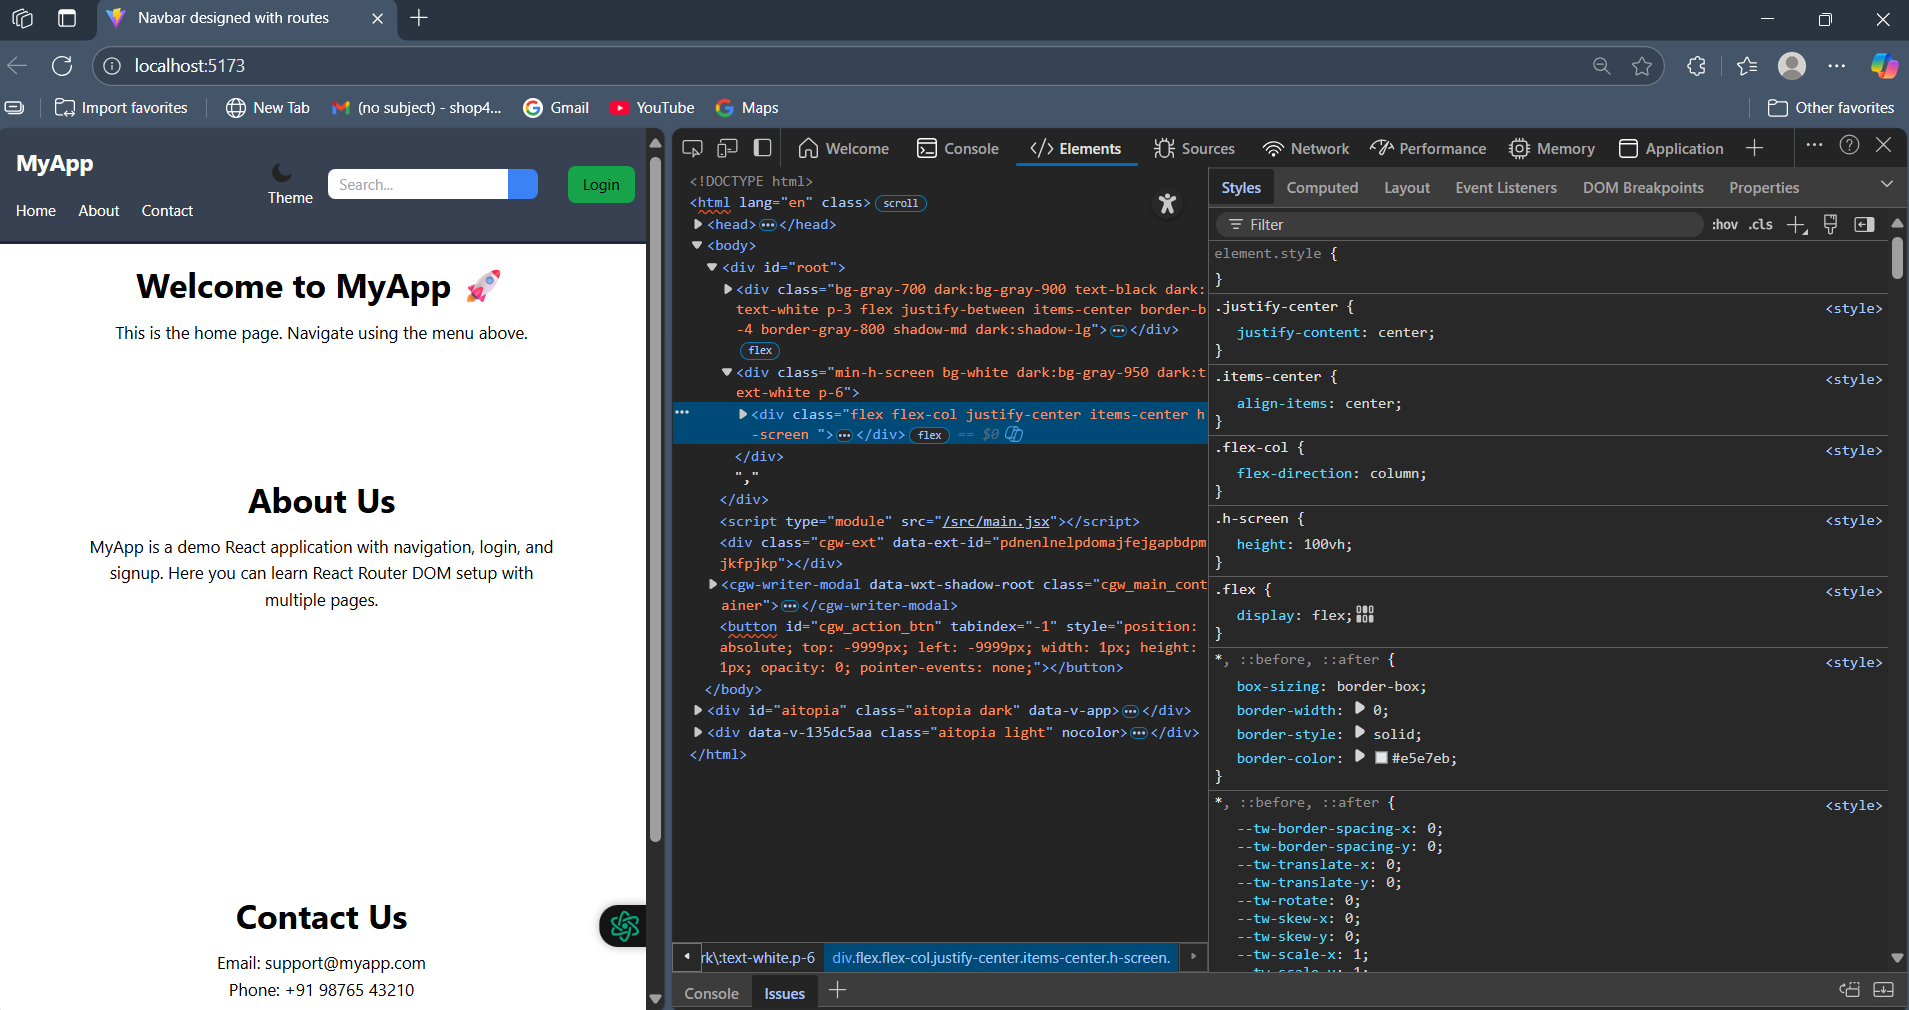 Navbar designed with routes
localhost:5173
Import favorites
New Tab
(no subject) - shop4...
Gmail
YouTube
Maps
Other favorites
MyApp
Home About Contact
Theme
Search...
Login
Welcome to MyApp 🚀
This is the home page. Navigate using the menu above.
About Us
MyApp is a demo React application with navigation, login, and
signup. Here you can learn React Router DOM setup with
multiple pages.
Contact Us
Email: support@myapp.com
Phone: +91 98765 43210
Welcome Console Elements Sources Network Performance Memory Application
<!DOCTYPE html>
<html lang="en" class> scroll
<head> ••• </head>
<body>
<div id="root">
<div class="bg-gray-700 dark:bg-gray-900 text-black dark:
text-white p-3 flex justify-between items-center border-b
-4 border-gray-800 shadow-md dark:shadow-lg"> ••• </div>
flex
<div class="min-h-screen bg-white dark:bg-gray-950 dark:t
ext-white p-6">
<div class="flex flex-col justify-center items-center h
-screen "> ••• </div> flex == $0
</div>
","
</div>
<script type="module" src="/src/main.jsx"></script>
<div class="cgw-ext" data-ext-id="pdnenlnelpdomajfejgapbdpm
jkfpjkp"></div>
<cgw-writer-modal data-wxt-shadow-root class="cgw_main_cont
ainer"> ••• </cgw-writer-modal>
<button id="cgw_action_btn" tabindex="-1" style="position:
absolute; top: -9999px; left: -9999px; width: 1px; height:
1px; opacity: 0; pointer-events: none;"></button>
</body>
<div id="aitopia" class="aitopia dark" data-v-app> ••• </div>
<div data-v-135dc5aa class="aitopia light" nocolor> ••• </div>
</html>
rk\:text-white.p-6 div.flex.flex-col.justify-center.items-center.h-screen.
Console Issues
Styles Computed Layout Event Listeners DOM Breakpoints Properties
Filter :hov .cls
element.style {
}
.justify-center { <style>
justify-content: center;
}
.items-center { <style>
align-items: center;
}
.flex-col { <style>
flex-direction: column;
}
.h-screen { <style>
height: 100vh;
}
.flex { <style>
display: flex;
}
*, ::before, ::after { <style>
box-sizing: border-box;
border-width: 0;
border-style: solid;
border-color: #e5e7eb;
}
*, ::before, ::after { <style>
--tw-border-spacing-x: 0;
--tw-border-spacing-y: 0;
--tw-translate-x: 0;
--tw-translate-y: 0;
--tw-rotate: 0;
--tw-skew-x: 0;
--tw-skew-y: 0;
--tw-scale-x: 1;